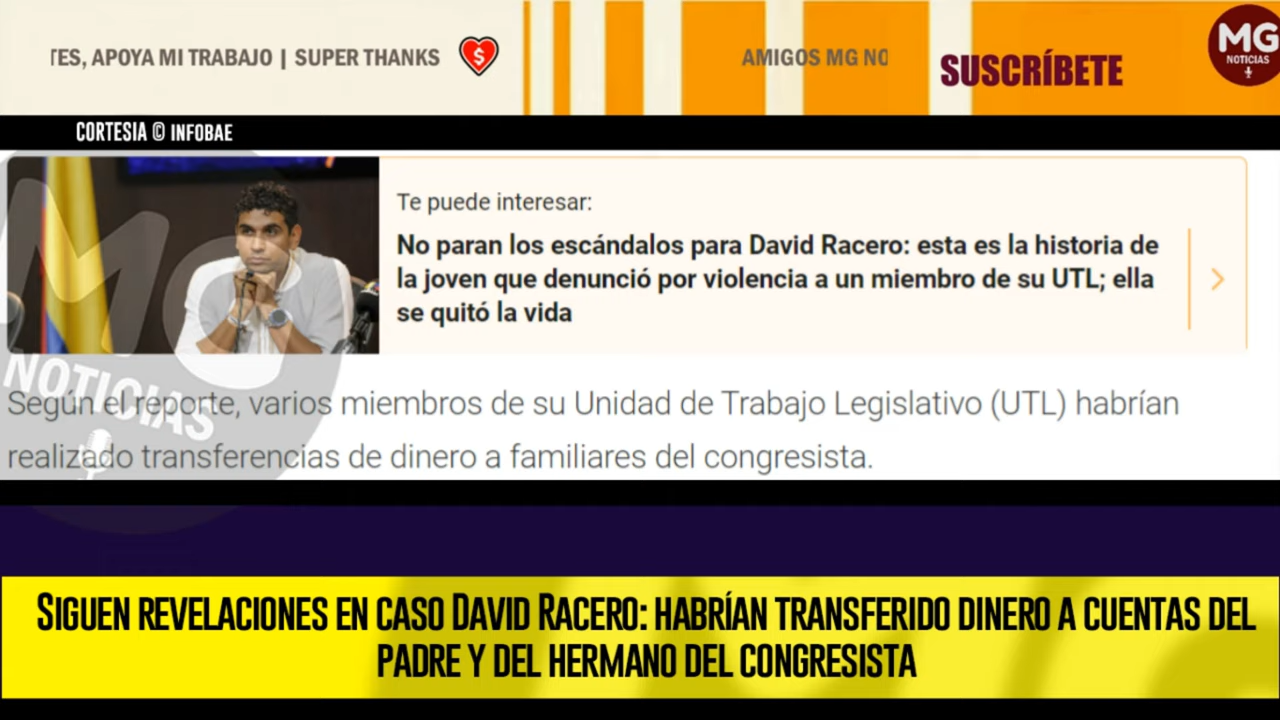 TES, APOYA MI TRABAJO | SUPER THANKS
AMIGOS MG NO
SUSCRÍBETE
MG
NOTICIAS
CORTESIA © INFOBAE
Te puede interesar:
No paran los escándalos para David Racero: esta es la historia de
la joven que denunció por violencia a un miembro de su UTL; ella
se quitó la vida
MG
NOTICIAS
Según el reporte, varios miembros de su Unidad de Trabajo Legislativo (UTL) habrían
realizado transferencias de dinero a familiares del congresista.
SIGUEN REVELACIONES EN CASO DAVID RACERO: HABRÍAN TRANSFERIDO DINERO A CUENTAS DEL
PADRE Y DEL HERMANO DEL CONGRESISTA